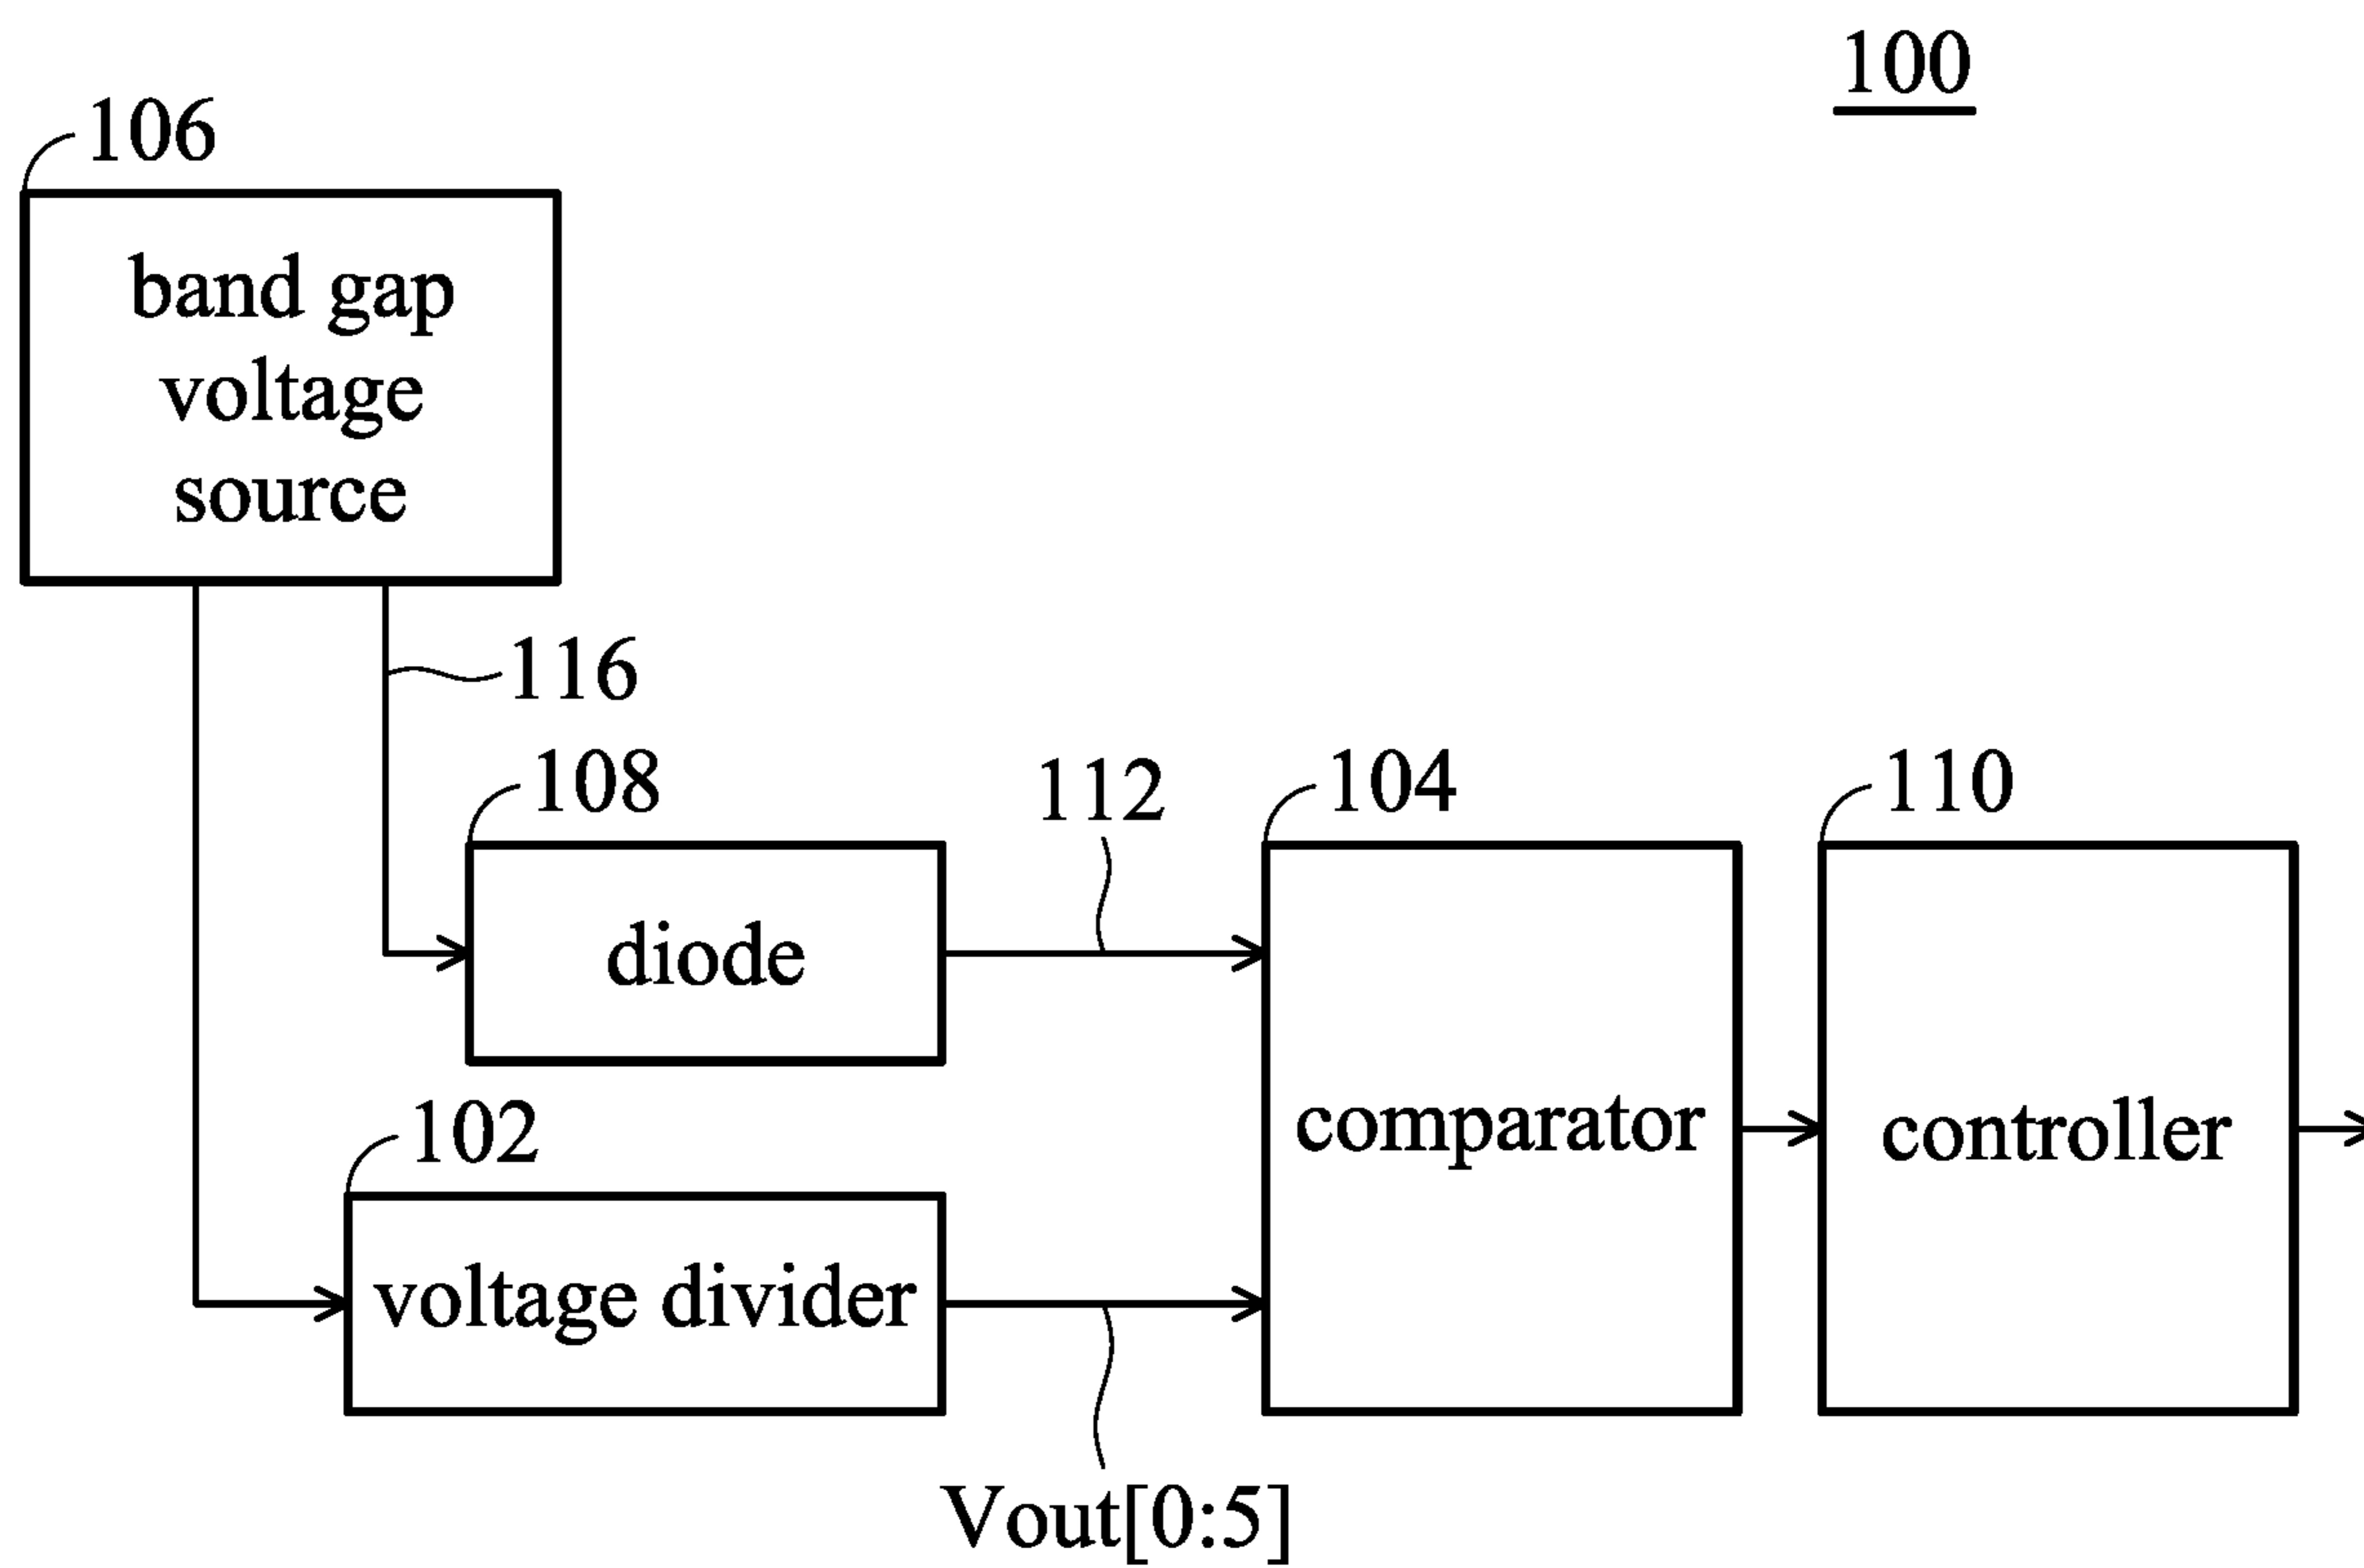 100
106
band gap
voltage
source
116
108
112
104
110
diode
102
comparator
controller
voltage divider
Vout[0:5]